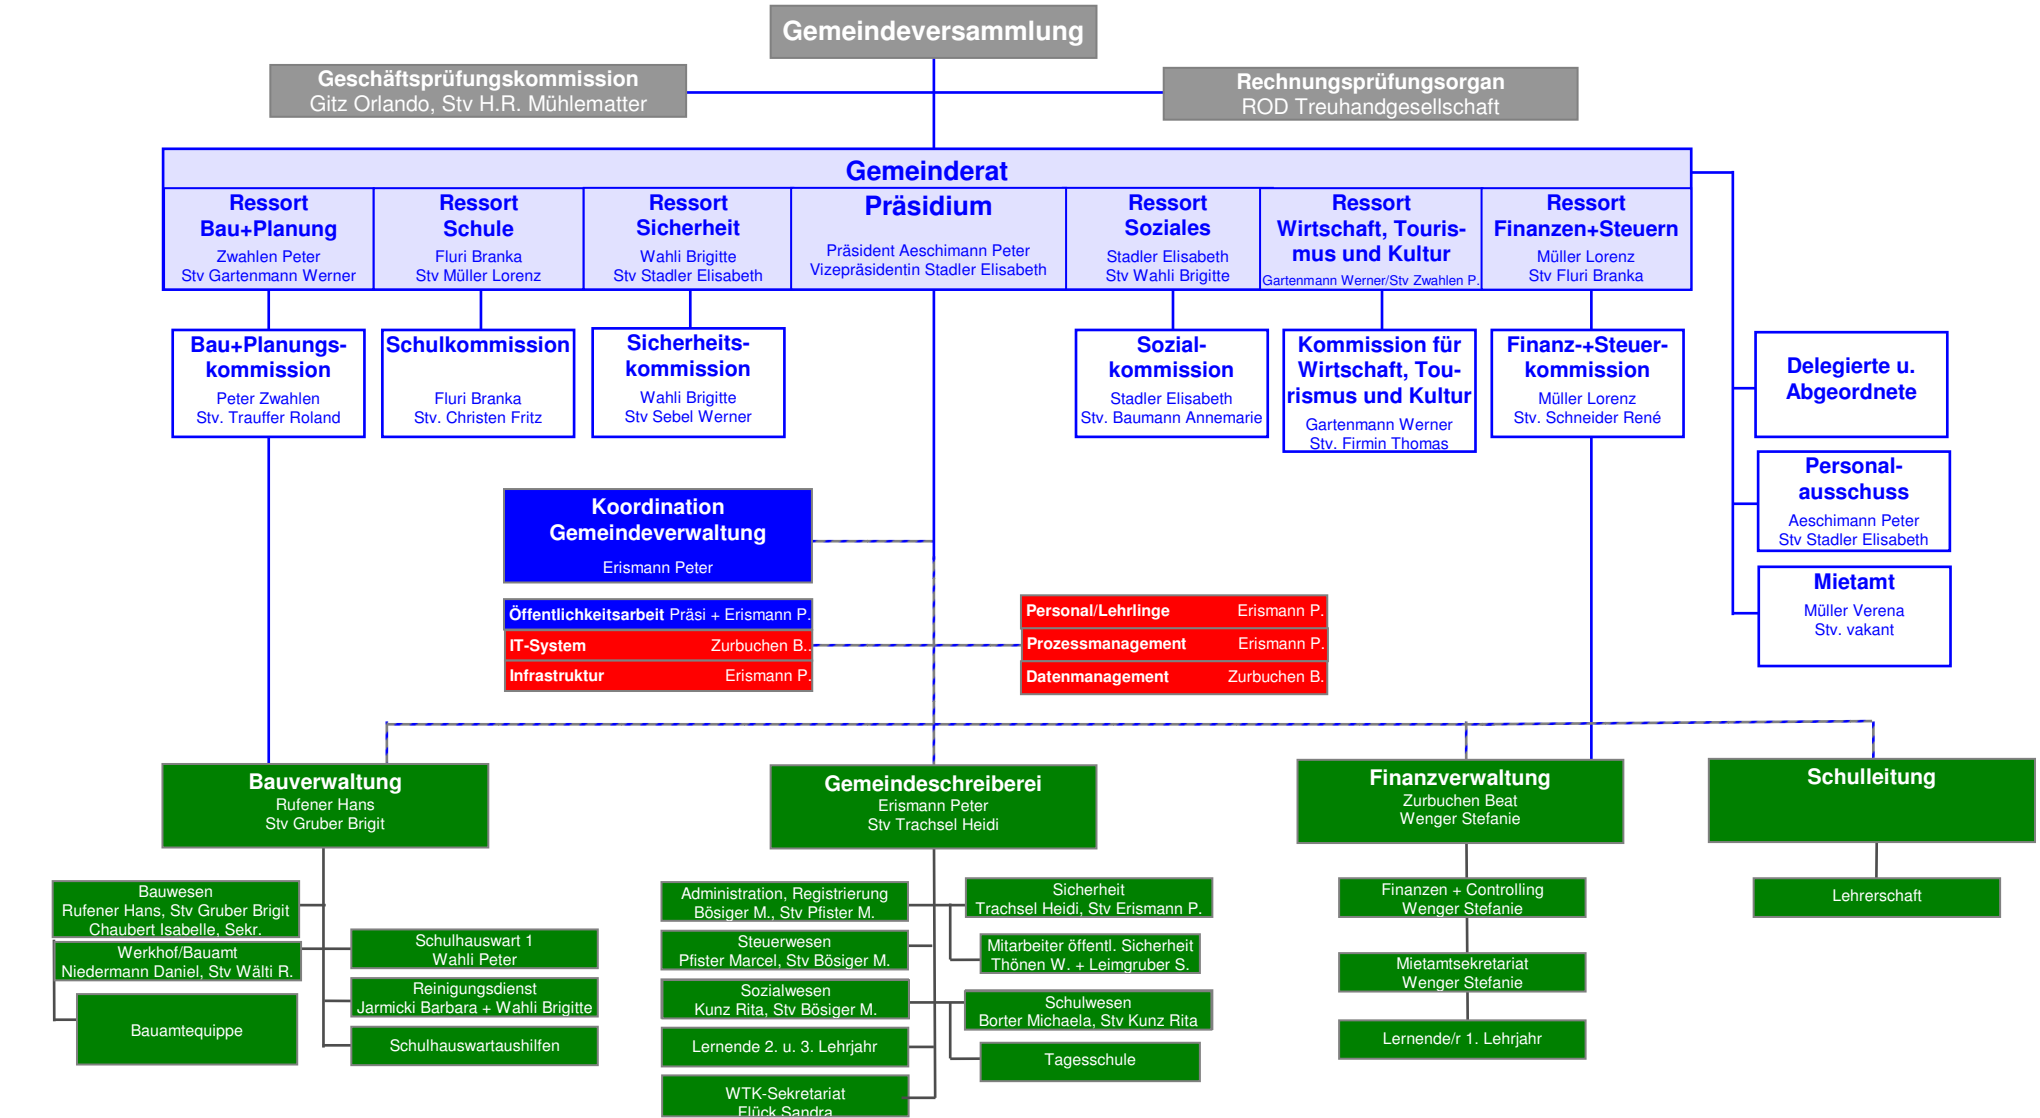 Gemeindeversammlung
Geschäftsprüfungskommission
Gitz Orlando, Stv H.R. Mühlematter
Rechnungsprüfungsorgan
ROD Treuhandgesellschaft
Gemeinderat
Ressort
Bau+Planung
Zwahlen Peter
Stv Gartenmann Werner
Ressort
Schule
Fluri Branka
Stv Müller Lorenz
Ressort
Sicherheit
Wahli Brigitte
Stv Stadler Elisabeth
Präsidium
Präsident Aeschimann Peter
Vizepräsidentin Stadler Elisabeth
Ressort
Soziales
Stadler Elisabeth
Stv Wahli Brigitte
Ressort
Wirtschaft, Touris-
mus und Kultur
Gartenmann Werner/Stv Zwahlen P.
Ressort
Finanzen+Steuern
Müller Lorenz
Stv Fluri Branka
Bau+Planungs-
kommission
Peter Zwahlen
Stv. Trauffer Roland
Schulkommission
Fluri Branka
Stv. Christen Fritz
Sicherheits-
kommission
Wahli Brigitte
Stv Sebel Werner
Sozial-
kommission
Stadler Elisabeth
Stv. Baumann Annemarie
Kommission für
Wirtschaft, Tou-
rismus und Kultur
Gartenmann Werner
Stv. Firmin Thomas
Finanz-+Steuer-
kommission
Müller Lorenz
Stv. Schneider René
Delegierte u.
Abgeordnete
Personal-
ausschuss
Aeschimann Peter
Stv Stadler Elisabeth
Mietamt
Müller Verena
Stv. vakant
Koordination
Gemeindeverwaltung
Erismann Peter
Öffentlichkeitsarbeit Präsi + Erismann P.
IT-System Zurbuchen B..
Infrastruktur Erismann P.
Personal/Lehrlinge Erismann P.
Prozessmanagement Erismann P.
Datenmanagement Zurbuchen B.
Bauverwaltung
Rufener Hans
Stv Gruber Brigit
Gemeindeschreiberei
Erismann Peter
Stv Trachsel Heidi
Finanzverwaltung
Zurbuchen Beat
Wenger Stefanie
Schulleitung
Bauwesen
Rufener Hans, Stv Gruber Brigit
Chaubert Isabelle, Sekr.
Werkhof/Bauamt
Niedermann Daniel, Stv Wälti R.
Bauamtequippe
Schulhauswart 1
Wahli Peter
Reinigungsdienst
Jarmicki Barbara + Wahli Brigitte
Schulhauswartaushilfen
Administration, Registrierung
Bösiger M., Stv Pfister M.
Steuerwesen
Pfister Marcel, Stv Bösiger M.
Sozialwesen
Kunz Rita, Stv Bösiger M.
Lernende 2. u. 3. Lehrjahr
WTK-Sekretariat
Flück Sandra
Sicherheit
Trachsel Heidi, Stv Erismann P.
Mitarbeiter öffentl. Sicherheit
Thönen W. + Leimgruber S.
Schulwesen
Borter Michaela, Stv Kunz Rita
Tagesschule
Finanzen + Controlling
Wenger Stefanie
Mietamtsekretariat
Wenger Stefanie
Lernende/r 1. Lehrjahr
Lehrerschaft